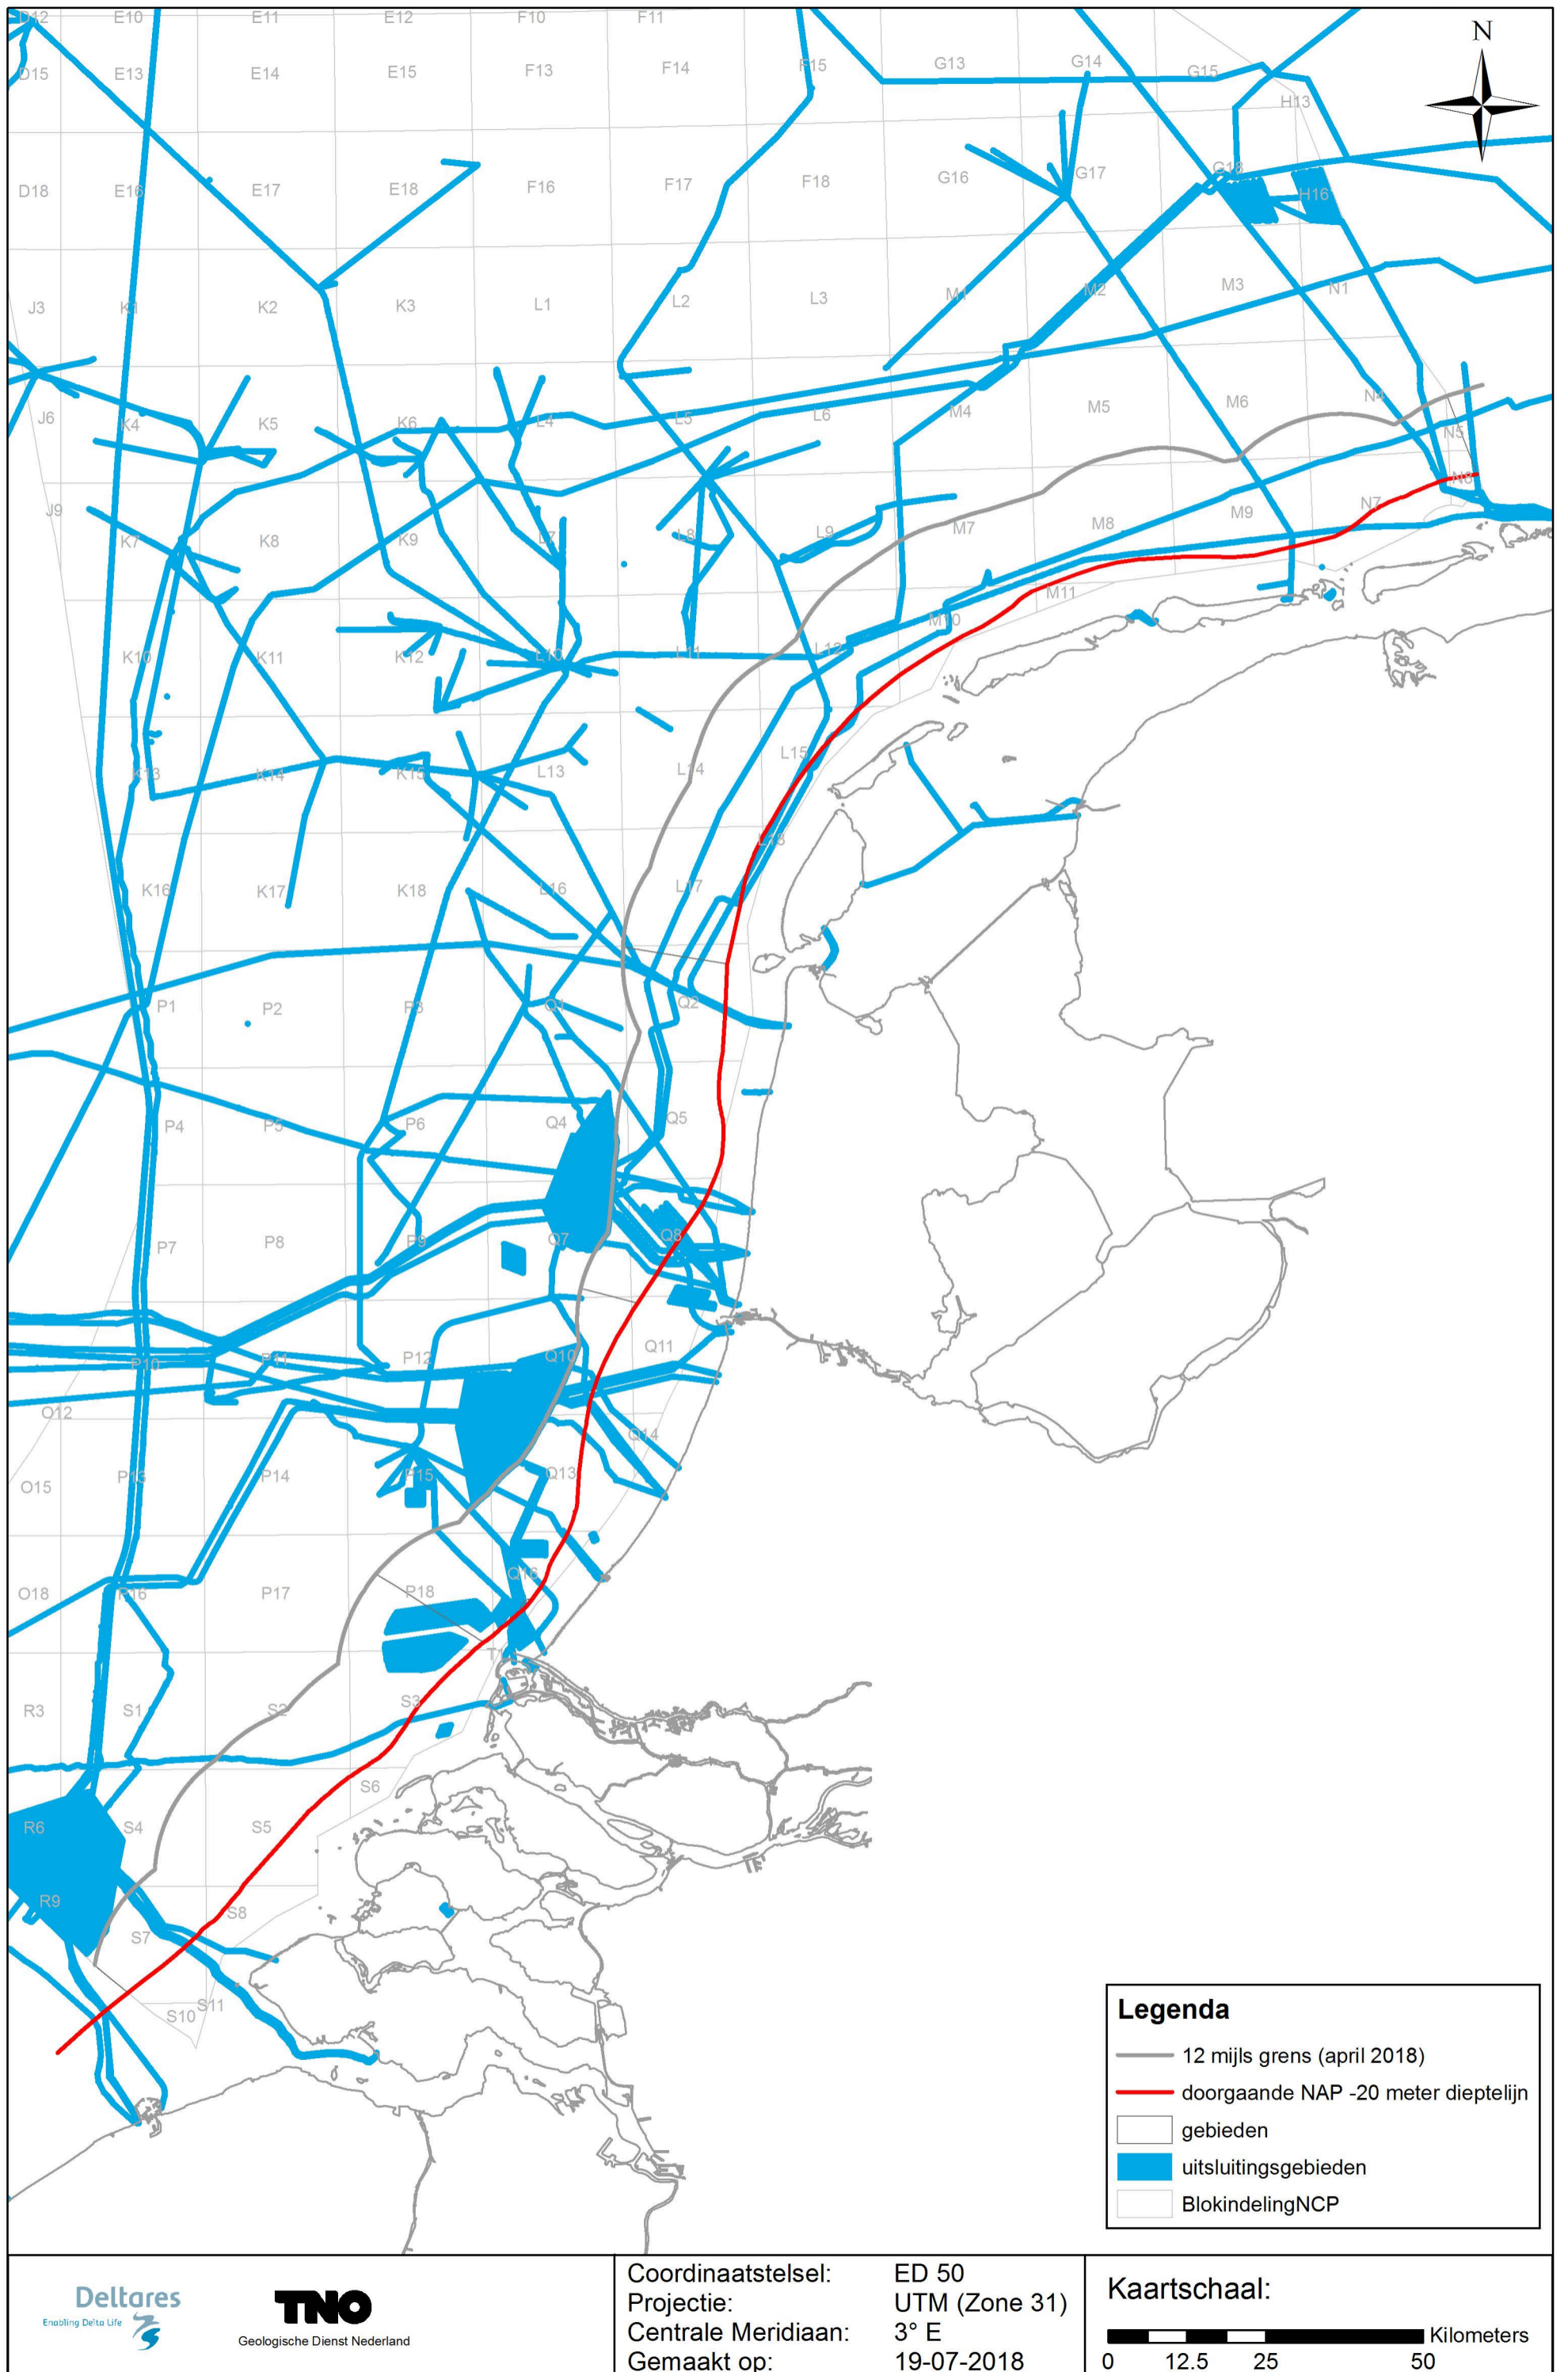 D12 E10 E11 E12 F10 F11
N
D15 E13 E14 E15 F13 F14 F15 G13 G14 G15
H13
D18 E16 E17 E18 F16 F17 F18 G16 G17 G18 H16
J3 K1 K2 K3 L1 L2 L3 M1 M2 M3 N1
J6 K4 K5 K6 L4 L5 L6 M4 M5 M6 N4
N5
N6
J9 K7 K8 K9 L7 L8 L9 M7 M8 M9 N7
K10 K11 K12 L10 L11 L12 M10 M11
K13 K14 K15 L13 L14 L15
K16 K17 K18 L16 L17 L18
P1 P2 P3 Q1 Q2
P4 P5 P6 Q4 Q5
P7 P8 P9 Q7 Q8
P10 P11 P12 Q10 Q11
O12
O15 P13 P14 P15 Q13 Q14
O18 P16 P17 P18 Q16
T1
R3 S1 S2 S3
R6 S4 S5 S6
R9 S7 S8
S10 S11
Legenda
12 mijls grens (april 2018)
doorgaande NAP -20 meter dieptelijn
gebieden
uitsluitingsgebieden
BlokindelingNCP
Deltares
Enabling Delta Life
TNO
Geologische Dienst Nederland
Coordinaatstelsel: ED 50
Projectie: UTM (Zone 31)
Centrale Meridiaan: 3° E
Gemaakt op: 19-07-2018
Kaartschaal:
Kilometers
0 12.5 25 50